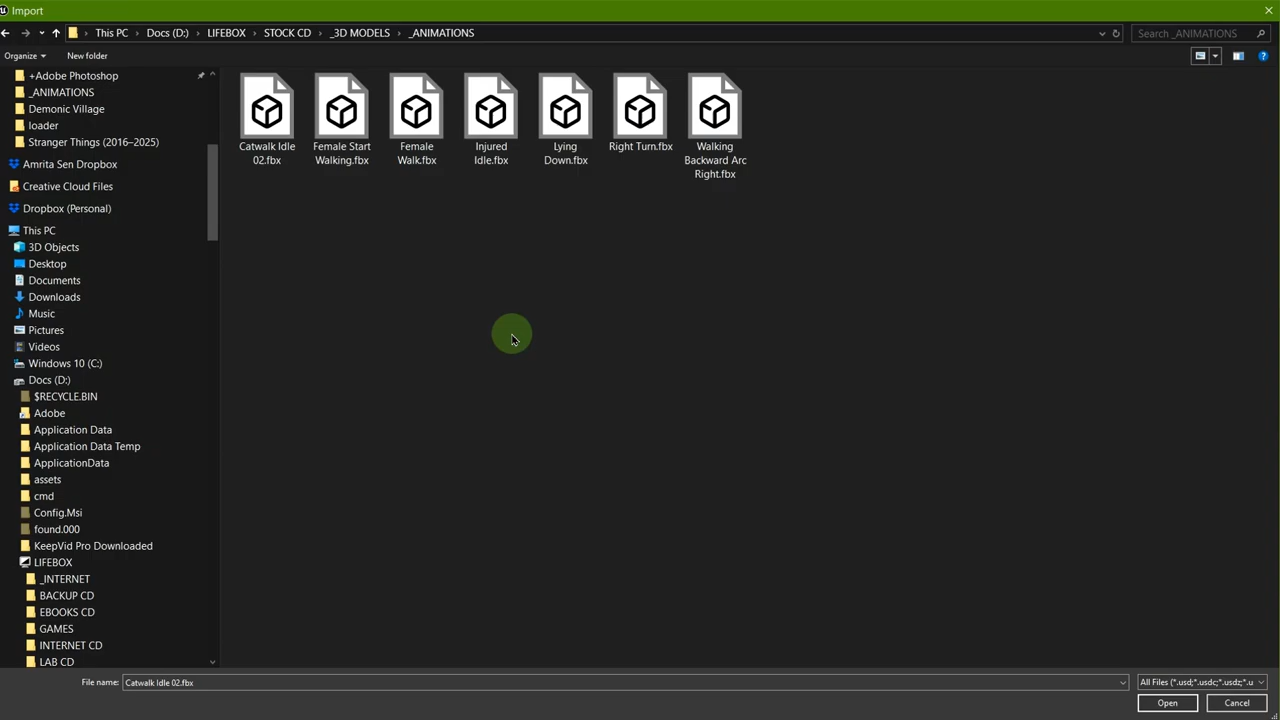 Import
This PC > Docs (D:) > LIFEBOX > STOCK CD > _3D MODELS > _ANIMATIONS
Search _ANIMATIONS
Organize
New folder
+Adobe Photoshop
_ANIMATIONS
Demonic Village
loader
Stranger Things (2016–2025)
Amrita Sen Dropbox
Creative Cloud Files
Dropbox (Personal)
This PC
3D Objects
Desktop
Documents
Downloads
Music
Pictures
Videos
Windows 10 (C:)
Docs (D:)
$RECYCLE.BIN
Adobe
Application Data
Application Data Temp
ApplicationData
assets
cmd
Config.Msi
found.000
KeepVid Pro Downloaded
LIFEBOX
_INTERNET
BACKUP CD
EBOOKS CD
GAMES
INTERNET CD
LAB CD
Catwalk Idle
02.fbx
Female Start
Walking.fbx
Female
Walk.fbx
Injured
Idle.fbx
Lying
Down.fbx
Right Turn.fbx
Walking
Backward Arc
Right.fbx
File name:
Catwalk Idle 02.fbx
All Files (*.usd;*.usdc;*.usdz;*.u
Open
Cancel